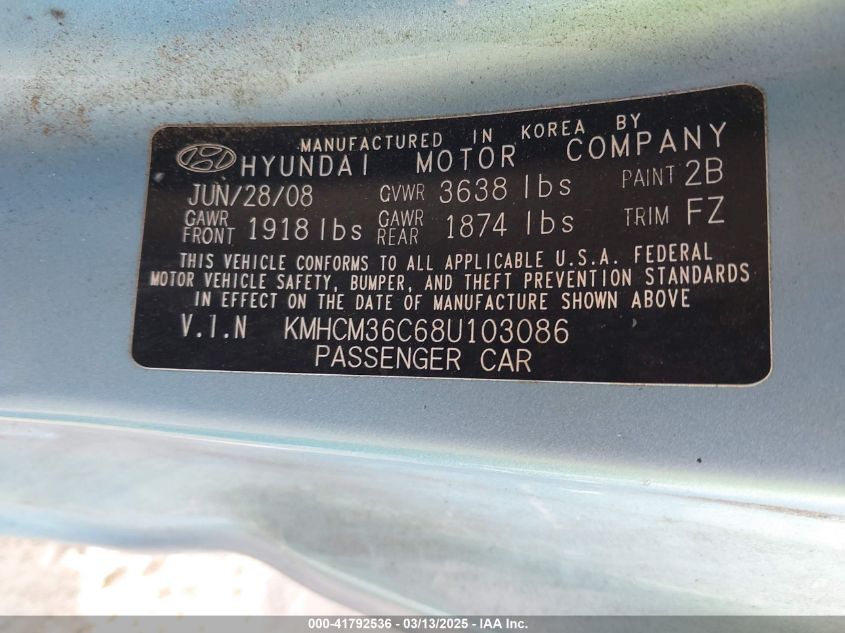 MANUFACTURED IN KOREA BY
HYUNDAI MOTOR COMPANY
JUN/28/08 GVWR 3638 lbs PAINT 2B
GAWR FRONT 1918 lbs GAWR REAR 1874 lbs TRIM FZ
THIS VEHICLE CONFORMS TO ALL APPLICABLE U.S.A. FEDERAL
MOTOR VEHICLE SAFETY, BUMPER, AND THEFT PREVENTION STANDARDS
IN EFFECT ON THE DATE OF MANUFACTURE SHOWN ABOVE
V.I.N KMHCM36C68U103086
PASSENGER CAR
000-41792536 - 03/13/2025 - IAAI.COM